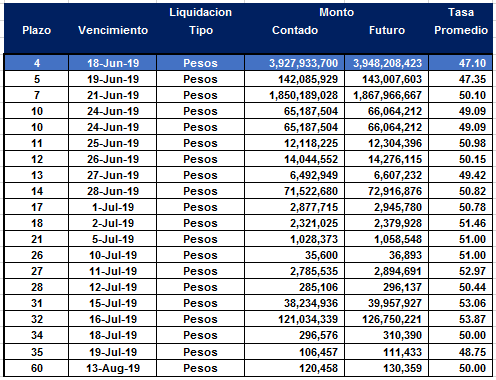 Liquidacion Monto Tasa
Plazo Vencimiento Tipo Contado Futuro Promedio
4 18-Jun-19 Pesos 3,927,933,700 3,948,208,423 47.10
5 19-Jun-19 Pesos 142,085,929 143,007,603 47.35
7 21-Jun-19 Pesos 1,850,189,028 1,867,966,667 50.10
10 24-Jun-19 Pesos 65,187,504 66,064,212 49.09
10 24-Jun-19 Pesos 65,187,504 66,064,212 49.09
11 25-Jun-19 Pesos 12,118,225 12,304,396 50.98
12 26-Jun-19 Pesos 14,044,552 14,276,115 50.15
13 27-Jun-19 Pesos 6,492,949 6,607,232 49.42
14 28-Jun-19 Pesos 71,522,680 72,916,876 50.82
17 1-Jul-19 Pesos 2,877,715 2,945,780 50.78
18 2-Jul-19 Pesos 2,321,025 2,379,928 51.46
21 5-Jul-19 Pesos 1,028,373 1,058,548 51.00
26 10-Jul-19 Pesos 35,600 36,893 51.00
27 11-Jul-19 Pesos 2,785,535 2,894,691 52.97
28 12-Jul-19 Pesos 285,106 296,137 50.44
31 15-Jul-19 Pesos 38,234,936 39,957,927 53.06
32 16-Jul-19 Pesos 121,034,339 126,750,221 53.87
34 18-Jul-19 Pesos 296,576 310,390 50.00
35 19-Jul-19 Pesos 106,457 111,433 48.75
60 13-Aug-19 Pesos 120,458 130,359 50.00